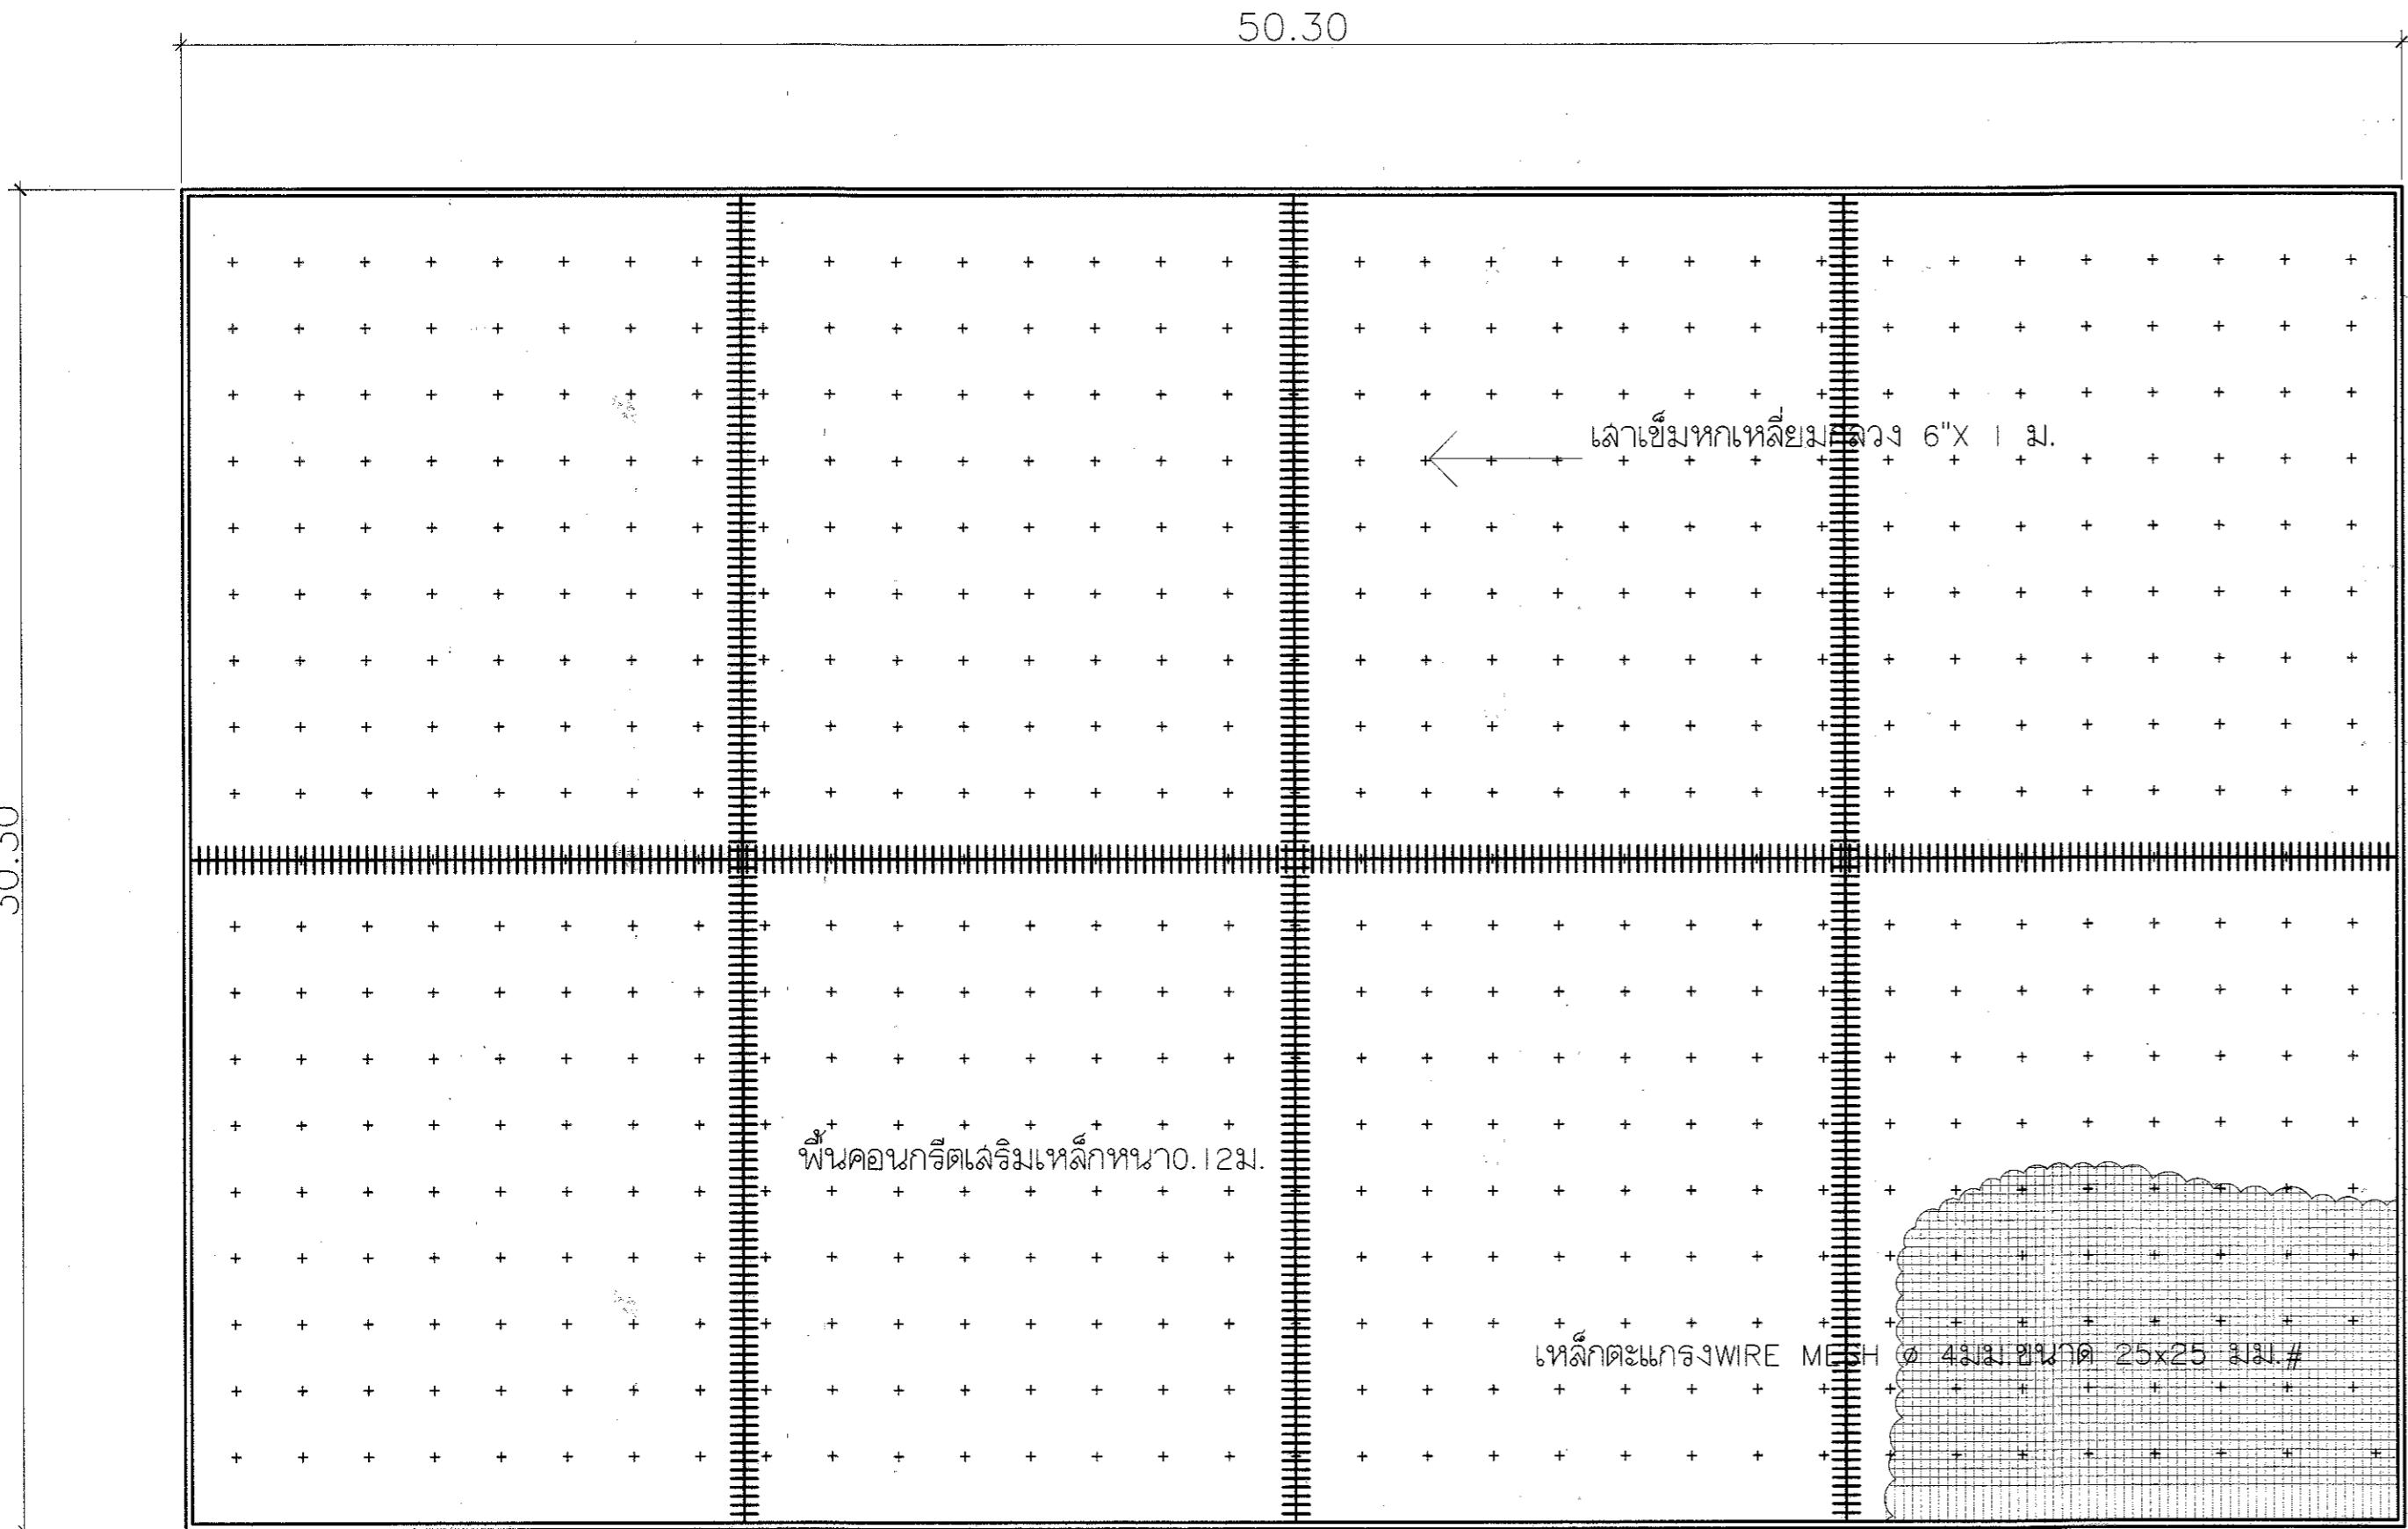 50.30
เสาเข็มหกเหลี่ยมกลวง 6"X 1 ม.
30.30
พื้นคอนกรีตเสริมเหล็กหนา0.12ม.
เหล็กตะแกรงWIRE MESH ø 4มม.ขนาด 25x25 มม.#